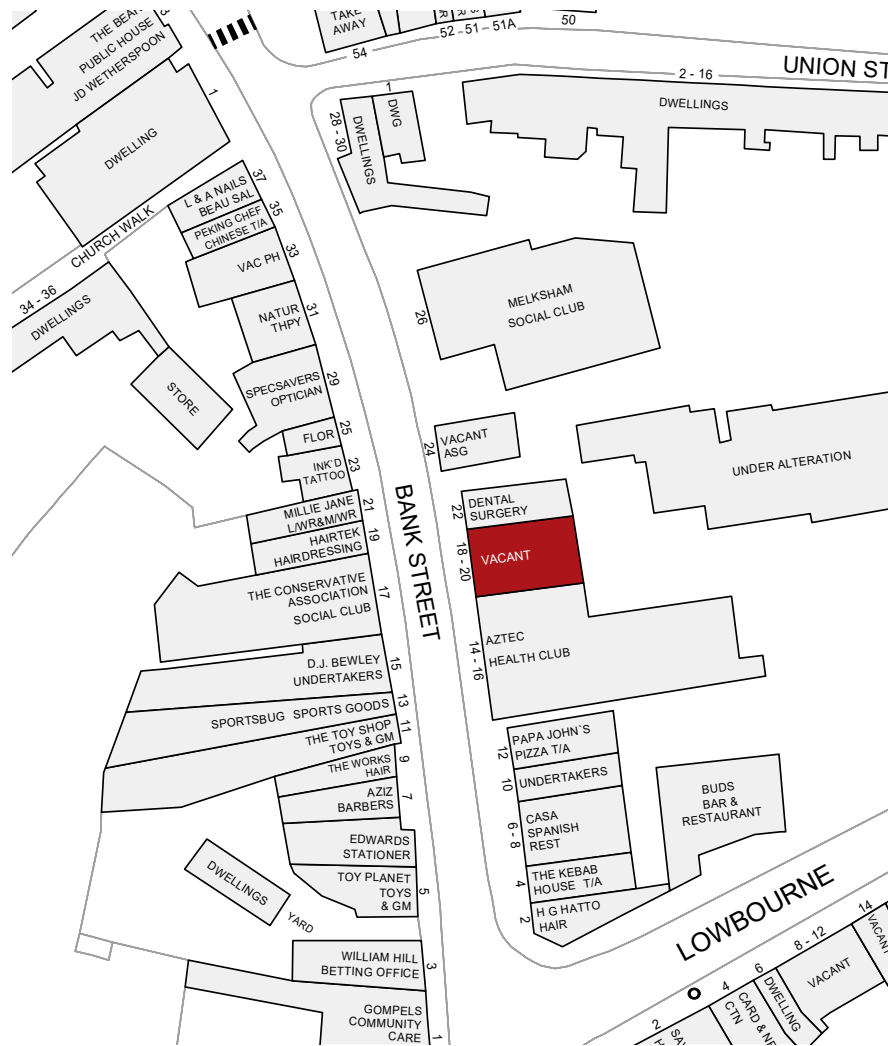 TAKE
AWAY
54
52 - 51 - 51A
50
THE BEAR
PUBLIC HOUSE
JD WETHERSPOON
1
DWELLING
CHURCH WALK
34 - 36
DWELLINGS
STORE
UNION ST
2 - 16
DWELLINGS
1
DWG
28 - 30
DWELLINGS
37
L & A NAILS
BEAU SAL
35
PEKING CHEF
CHINESE T/A
33
VAC PH
31
NATUR
THPY
29
SPECSAVERS
OPTICIAN
25
FLOR
23
INK'D
TATTOO
21
MILLIE JANE
L/WR&M/WR
19
HAIRTEK
HAIRDRESSING
17
THE CONSERVATIVE
ASSOCIATION
SOCIAL CLUB
15
D.J. BEWLEY
UNDERTAKERS
13
SPORTSBUG SPORTS GOODS
11
THE TOY SHOP
TOYS & GM
9
THE WORKS
HAIR
7
AZIZ
BARBERS
EDWARDS
STATIONER
5
TOY PLANET
TOYS
& GM
DWELLINGS
YARD
3
WILLIAM HILL
BETTING OFFICE
1
GOMPELS
COMMUNITY
CARE
BANK STREET
26
MELKSHAM
SOCIAL CLUB
24
VACANT
ASG
UNDER ALTERATION
22
DENTAL
SURGERY
18 - 20
VACANT
14 - 16
AZTEC
HEALTH CLUB
12
PAPA JOHN`S
PIZZA T/A
10
UNDERTAKERS
6 - 8
CASA
SPANISH
REST
4
THE KEBAB
HOUSE T/A
2
H G HATTO
HAIR
BUDS
BAR &
RESTAURANT
LOWBOURNE
2
4
CARD & NE
CTN
6
DWELLING
8 - 12
VACANT
14
VACANT